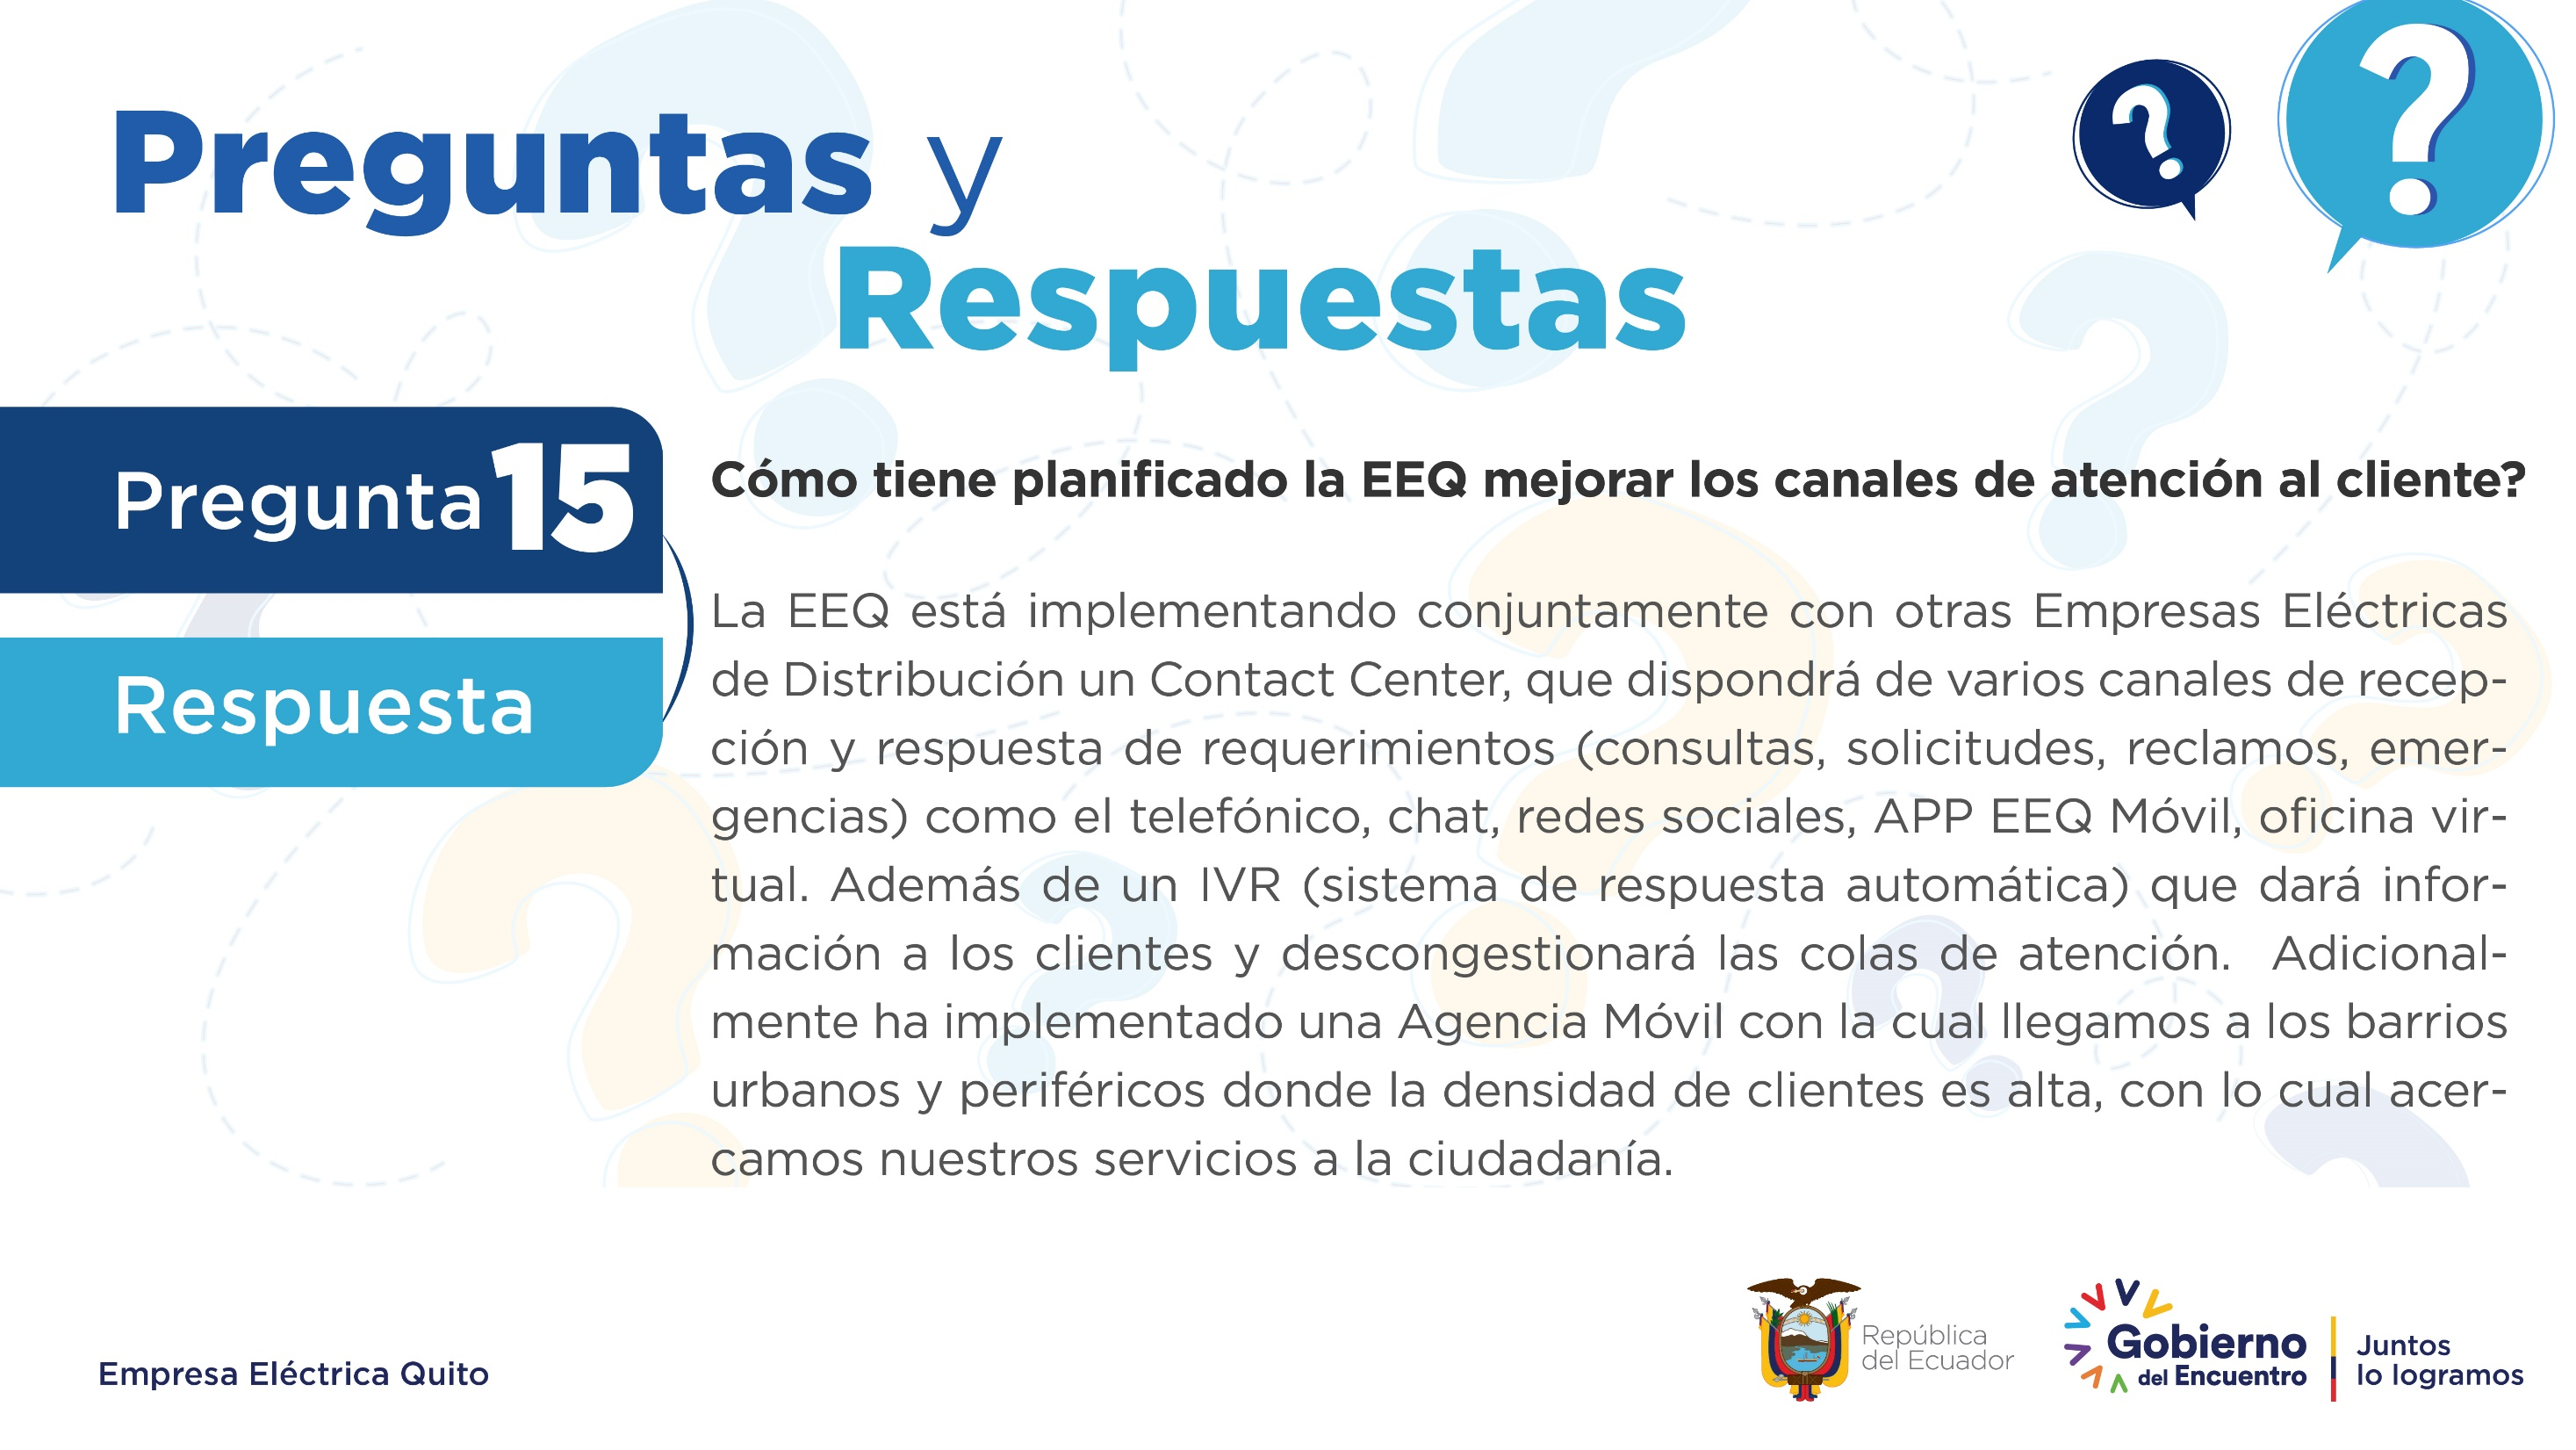 Preguntas y
Respuestas
Pregunta 15
Cómo tiene planificado la EEQ mejorar los canales de atención al cliente?
Respuesta
La EEQ está implementando conjuntamente con otras Empresas Eléctricas
de Distribución un Contact Center, que dispondrá de varios canales de recep-
ción y respuesta de requerimientos (consultas, solicitudes, reclamos, emer-
gencias) como el telefónico, chat, redes sociales, APP EEQ Móvil, oficina vir-
tual. Además de un IVR (sistema de respuesta automática) que dará infor-
mación a los clientes y descongestionará las colas de atención. Adicional-
mente ha implementado una Agencia Móvil con la cual llegamos a los barrios
urbanos y periféricos donde la densidad de clientes es alta, con lo cual acer-
camos nuestros servicios a la ciudadanía.
Empresa Eléctrica Quito
República
del Ecuador
Gobierno
del Encuentro
Juntos
lo logramos